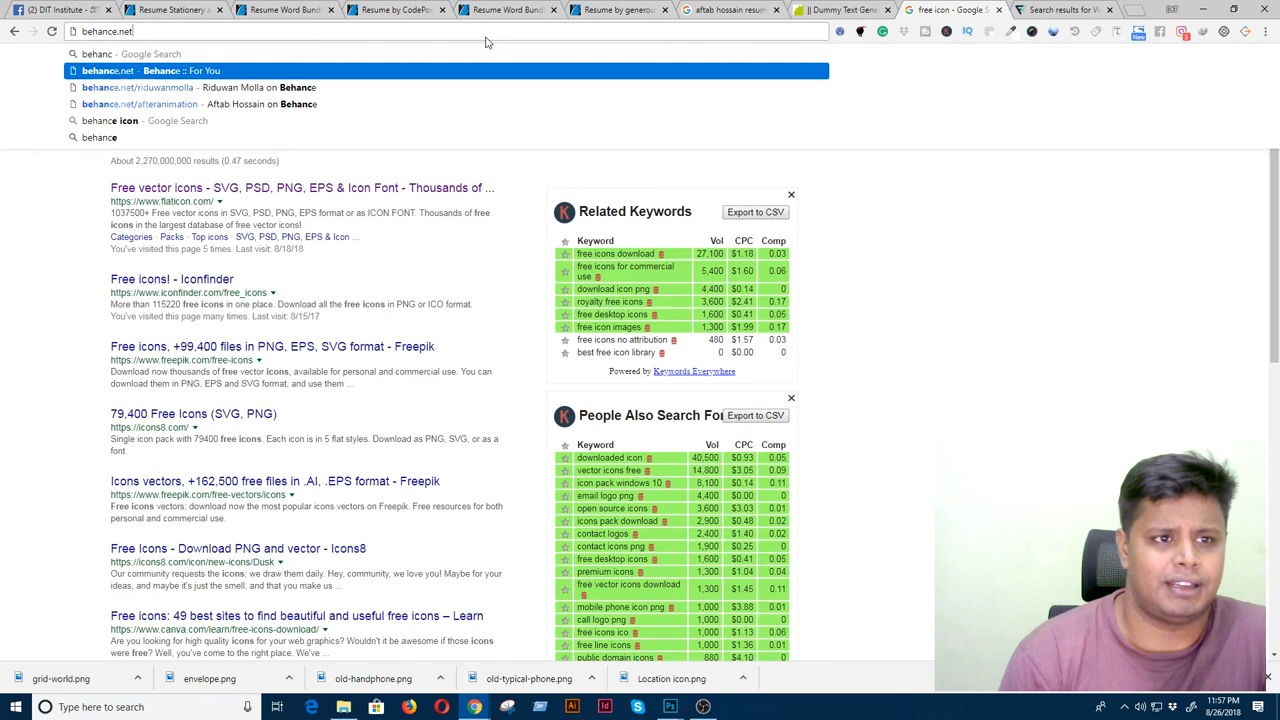 (2) DIT Institute - S
Resume Stationery a
Resume Word Bundl
Resume by CodePow
Resume Word Bundl
Resume by generou
aftab hossain resum
|| Dummy Text Gener
free icon - Google S
Search results for W
behance.net
New
behanc - Google Search
behance.net - Behance :: For You
behance.net/riduwanmolla - Riduwan Molla on Behance
behance.net/afteranimation - Aftab Hossain on Behance
behance icon - Google Search
behance
About 2,270,000,000 results (0.47 seconds)
Free vector icons - SVG, PSD, PNG, EPS & Icon Font - Thousands of ...
https://www.flaticon.com/
1037500+ Free vector icons in SVG, PSD, PNG, EPS format or as ICON FONT. Thousands of free
icons in the largest database of free vector icons!
Categories · Packs · Top icons · SVG, PSD, PNG, EPS & Icon ...
You've visited this page 5 times. Last visit: 8/18/18
Free icons! - Iconfinder
https://www.iconfinder.com/free_icons
More than 115220 free icons in one place. Download all the free icons in PNG or ICO format.
You've visited this page many times. Last visit: 8/15/17
Free icons, +99,400 files in PNG, EPS, SVG format - Freepik
https://www.freepik.com/free-icons
Download now thousands of free vector icons, available for personal and commercial use. You can
download them in PNG, EPS and SVG format, and use them ...
79,400 Free Icons (SVG, PNG)
https://icons8.com/
Single icon pack with 79400 free icons. Each icon is in 5 flat styles. Download as PNG, SVG, or as a
font.
Icons vectors, +162,500 free files in .AI, .EPS format - Freepik
https://www.freepik.com/free-vectors/icons
Free icons vectors: download now the most popular icons vectors on Freepik. Free resources for both
personal and commercial use.
Free Icons - Download PNG and vector - Icons8
https://icons8.com/icon/new-icons/Dusk
Our community requests the icons; we draw them daily. Hey, community, we love you! Maybe for your
ideas, and maybe it's just the smell, and that you make us ...
Free icons: 49 best sites to find beautiful and useful free icons – Learn
https://www.canva.com/learn/free-icons-download/
Are you looking for high quality icons for your web graphics? Wouldn't it be awesome if those icons
were free? Well, you've come to the right place. We've ...
Related Keywords
Export to CSV
Keyword Vol CPC Comp
free icons download 27,100 $1.18 0.03
free icons for commercial use 5,400 $1.60 0.06
download icon png 4,400 $0.14 0
royalty free icons 3,600 $2.41 0.17
free desktop icons 1,600 $0.41 0.05
free icon images 1,300 $1.99 0.17
free icons no attribution 480 $1.57 0.03
best free icon library 0 $0.00 0
Powered by Keywords Everywhere
People Also Search For
Export to CSV
Keyword Vol CPC Comp
downloaded icon 40,500 $0.93 0.05
vector icons free 14,800 $3.05 0.09
icon pack windows 10 8,100 $0.14 0.11
email logo png 4,400 $0.00 0
open source icons 3,600 $3.03 0.01
icons pack download 2,900 $0.48 0.02
contact logos 2,400 $1.40 0.02
contact icons png 1,900 $0.25 0
free desktop icons 1,600 $0.41 0.05
premium icons 1,300 $1.04 0.04
free vector icons download 1,300 $1.45 0.11
mobile phone icon png 1,000 $3.88 0.01
call logo png 1,000 $0.00 0
free icons ico 1,000 $1.13 0.06
free line icons 1,000 $1.36 0.01
public domain icons 880 $4.10 0
grid-world.png
envelope.png
old-handphone.png
old-typical-phone.png
Location icon.png
Type here to search
11:57 PM
8/26/2018